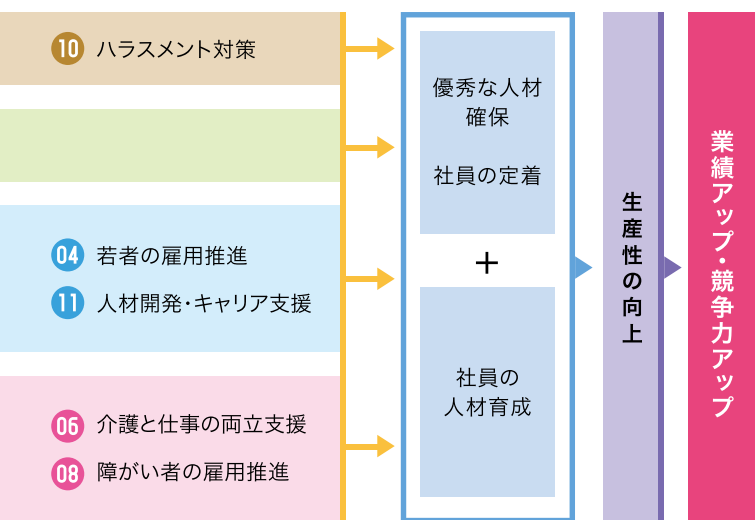 10 ハラスメント対策
04 若者の雇用推進
11 人材開発・キャリア支援
06 介護と仕事の両立支援
08 障がい者の雇用推進
優秀な人材
確保
社員の定着
+
社員の
人材育成
生産性の向上
業績アップ・競争力アップ